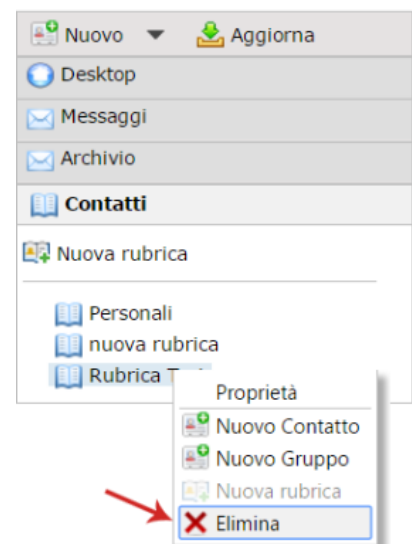 Nuovo Aggiorna
Desktop
Messaggi
Archivio
Contatti
Nuova rubrica
Personali
nuova rubrica
Rubrica
Proprietà
Nuovo Contatto
Nuovo Gruppo
Nuova rubrica
Elimina